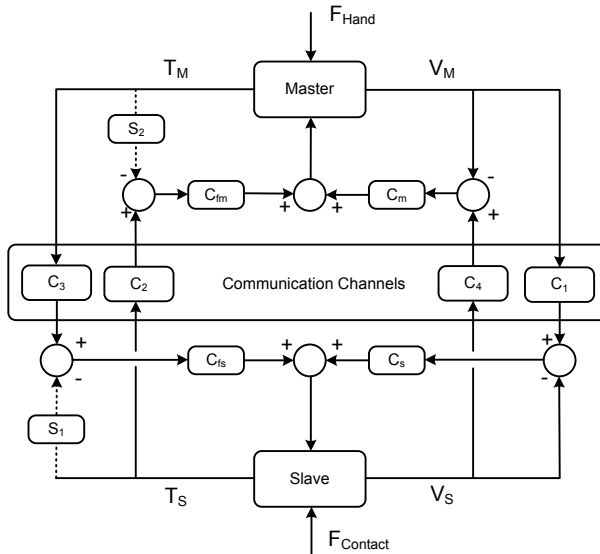 F_Hand
T_M
V_M
Master
S_2
-
+
C_fm
+
+
C_m
-
+
C_3
C_2
Communication Channels
C_4
C_1
+
-
C_fs
+
+
C_s
+
-
S_1
T_S
Slave
V_S
F_Contact